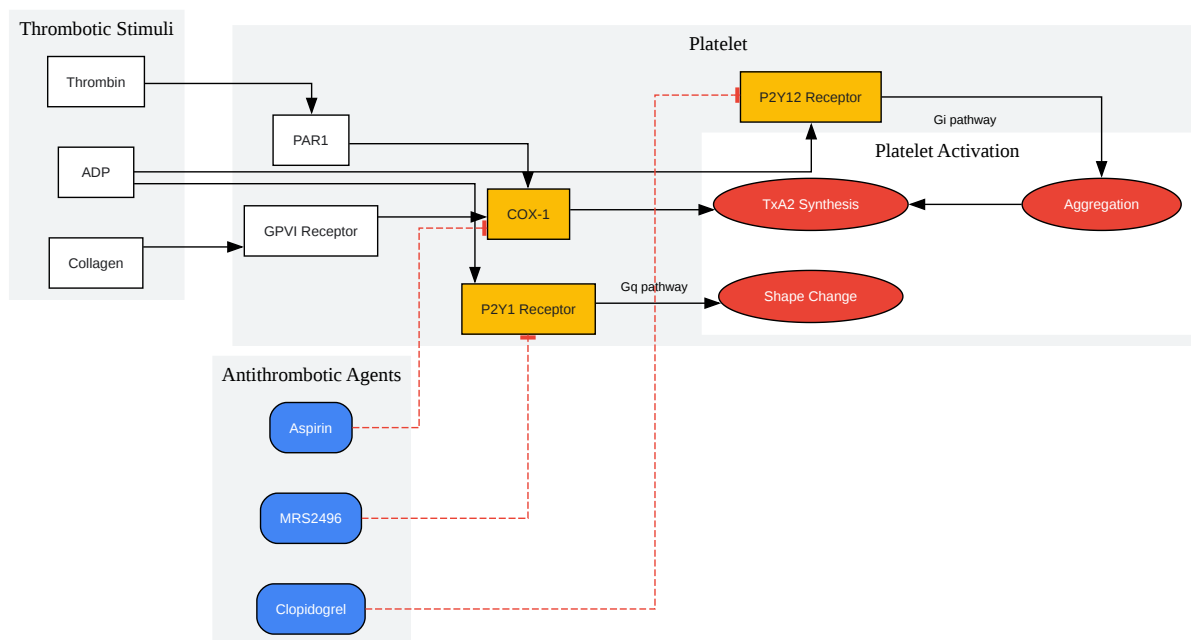 Thrombotic Stimuli
Thrombin
ADP
Collagen
Platelet
PAR1
GPVI Receptor
COX-1
P2Y1 Receptor
P2Y12 Receptor
Gi pathway
Platelet Activation
TxA2 Synthesis
Aggregation
Gq pathway
Shape Change
Antithrombotic Agents
Aspirin
MRS2496
Clopidogrel